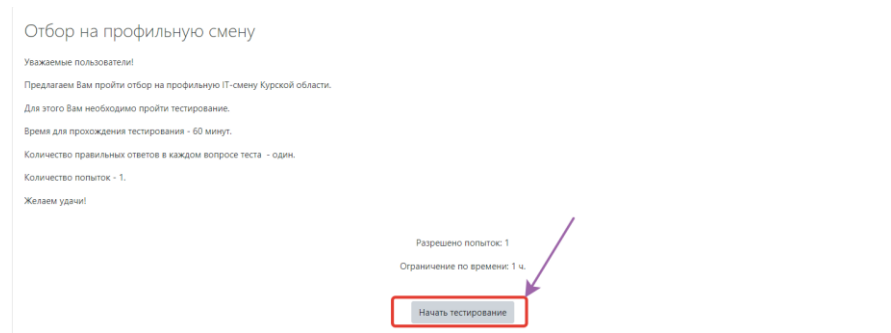 Отбор на профильную смену
Уважаемые пользователи!
Предлагаем Вам пройти отбор на профильную IT-смену Курской области.
Для этого Вам необходимо пройти тестирование.
Время для прохождения тестирования - 60 минут.
Количество правильных ответов в каждом вопросе теста - один.
Количество попыток - 1.
Желаем удачи!
Разрешено попыток: 1
Ограничение по времени: 1 ч.
Начать тестирование